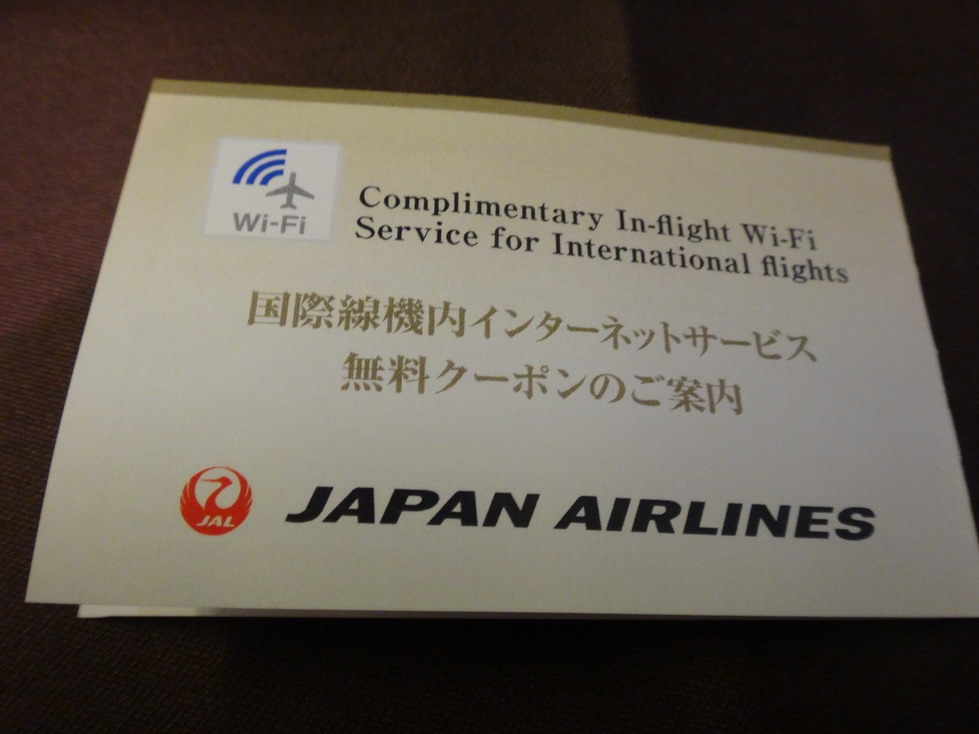 Wi-Fi
Complimentary In-flight Wi-Fi
Service for International flights
国際線機内インターネットサービス
無料クーポンのご案内
JAL
JAPAN AIRLINES